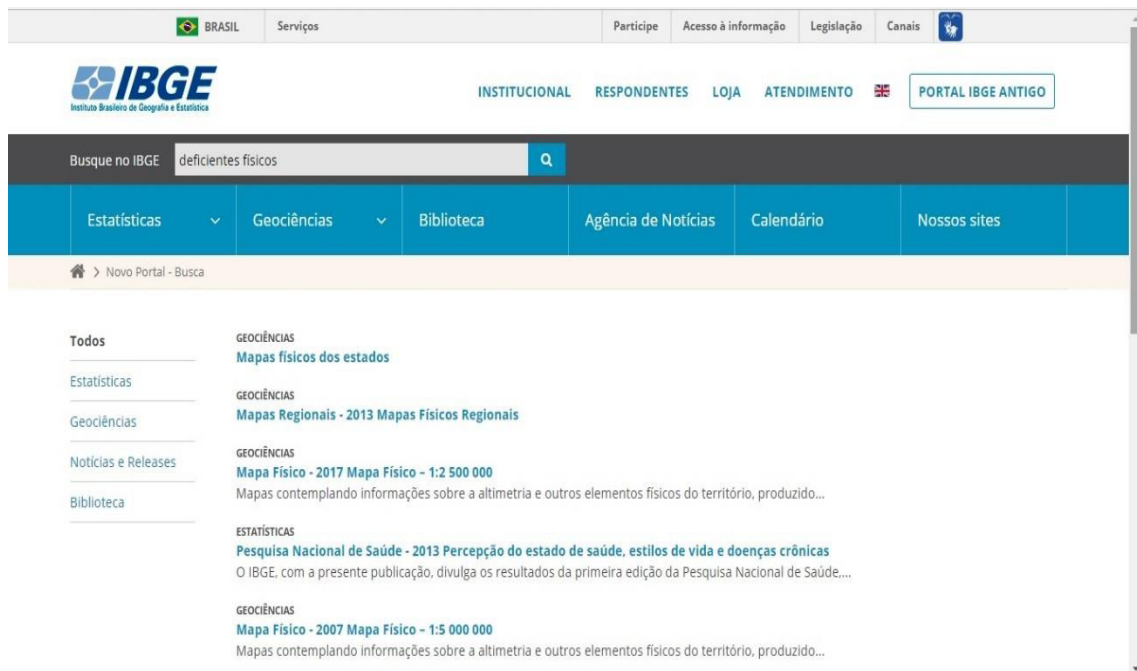 BRASIL Serviços Participe Acesso à informação Legislação Canais
IBGE
Instituto Brasileiro de Geografia e Estatística
INSTITUCIONAL RESPONDENTES LOJA ATENDIMENTO PORTAL IBGE ANTIGO
Busque no IBGE deficientes físicos
Estatísticas Geociências Biblioteca Agência de Notícias Calendário Nossos sites
> Novo Portal - Busca
Todos
Estatísticas
Geociências
Notícias e Releases
Biblioteca
GEOCIÊNCIAS
Mapas físicos dos estados
GEOCIÊNCIAS
Mapas Regionais - 2013 Mapas Físicos Regionais
GEOCIÊNCIAS
Mapa Físico - 2017 Mapa Físico – 1:2 500 000
Mapas contemplando informações sobre a altimetria e outros elementos físicos do território, produzido...
ESTATÍSTICAS
Pesquisa Nacional de Saúde - 2013 Percepção do estado de saúde, estilos de vida e doenças crônicas
O IBGE, com a presente publicação, divulga os resultados da primeira edição da Pesquisa Nacional de Saúde,...
GEOCIÊNCIAS
Mapa Físico - 2007 Mapa Físico – 1:5 000 000
Mapas contemplando informações sobre a altimetria e outros elementos físicos do território, produzido...